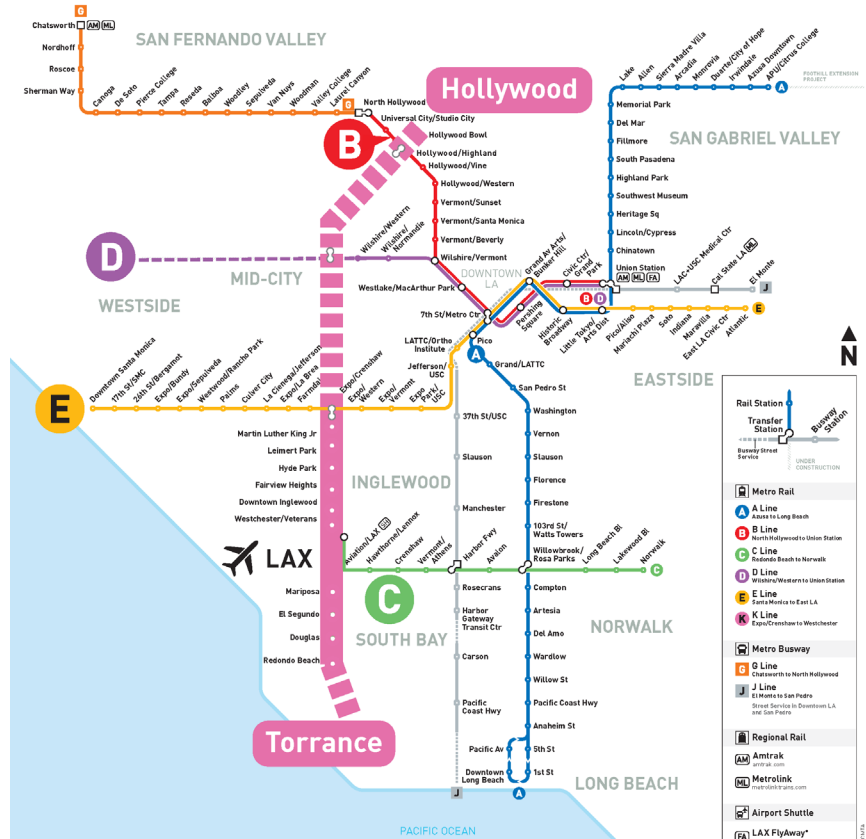 G
Chatsworth AM ML
Nordhoff
Roscoe
Sherman Way
SAN FERNANDO VALLEY
Canoga
De Soto
Pierce College
Tampa
Reseda
Balboa
Woodley
Sepulveda
Van Nuys
Woodman
Valley College
Laurel Canyon
G
North Hollywood
Universal City/Studio City
Hollywood
B
Hollywood Bowl
Hollywood/Highland
Hollywood/Vine
Hollywood/Western
Vermont/Sunset
Vermont/Santa Monica
Vermont/Beverly
Wilshire/Vermont
Lake
Allen
Sierra Madre Villa
Arcadia
Monrovia
Duarte/City of Hope
Irwindale
Azusa Downtown
APU/Citrus College
A
FOOTHILL EXTENSION
PROJECT
Memorial Park
Del Mar
Fillmore
South Pasadena
Highland Park
Southwest Museum
Heritage Sq
Lincoln/Cypress
Chinatown
Union Station
AM ML FA
SAN GABRIEL VALLEY
D
WESTSIDE
MID-CITY
Wilshire/Western
Wilshire/
Normandie
Westlake/MacArthur Park
7th St/Metro Ctr
DOWNTOWN
LA
Grand Av Arts/
Bunker Hill
Civic Ctr/
Grand
Park
B D
Pershing
Square
Historic
Broadway
Little Tokyo/
Arts Dist
LAC+USC Medical Ctr
Cal State LA ML
El Monte
J
Pico/Aliso
Mariachi Plaza
Soto
Indiana
Maravilla
East LA Civic Ctr
Atlantic
E
EASTSIDE
N
E
Downtown Santa Monica
17th St/SMC
26th St/Bergamot
Expo/Bundy
Expo/Sepulveda
Westwood/Rancho Park
Palms
Culver City
La Cienega/Jefferson
Expo/La Brea
Farmdale
Expo/Crenshaw
Expo/
Western
Expo/
Vermont
Expo
Park/
USC
LATTC/Ortho
Institute
Jefferson/
USC
Pico
A
Grand/LATTC
San Pedro St
Washington
Vernon
Slauson
Florence
Firestone
103rd St/
Watts Towers
Willowbrook/
Rosa Parks
37th St/USC
Slauson
Manchester
Harbor Fwy
Avalon
Long Beach Bl
Lakewood Bl
Norwalk
C
Martin Luther King Jr
Leimert Park
Hyde Park
Fairview Heights
Downtown Inglewood
Westchester/Veterans
INGLEWOOD
LAX
Aviation/LAX
Hawthorne/Lennox
Crenshaw
Vermont/
Athens
C
SOUTH BAY
Mariposa
El Segundo
Douglas
Redondo Beach
Torrance
Rosecrans
Harbor
Gateway
Transit Ctr
Carson
Pacific
Coast Hwy
J
Compton
Artesia
Del Amo
Wardlow
Willow St
Pacific Coast Hwy
Anaheim St
Pacific Av
5th St
Downtown
Long Beach
1st St
A
NORWALK
LONG BEACH
PACIFIC OCEAN
Rail Station
Transfer
Station
Busway
Station
Busway Street
Service
UNDER
CONSTRUCTION
Metro Rail
A A Line
Azusa to Long Beach
B B Line
North Hollywood to Union Station
C C Line
Redondo Beach to Norwalk
D D Line
Wilshire/Western to Union Station
E E Line
Santa Monica to East LA
K K Line
Expo/Crenshaw to Westchester
Metro Busway
G G Line
Chatsworth to North Hollywood
J J Line
El Monte to San Pedro
Street Service in Downtown LA
and San Pedro
Regional Rail
AM Amtrak
amtrak.com
ML Metrolink
metrolinktrains.com
Airport Shuttle
FA LAX FlyAway*